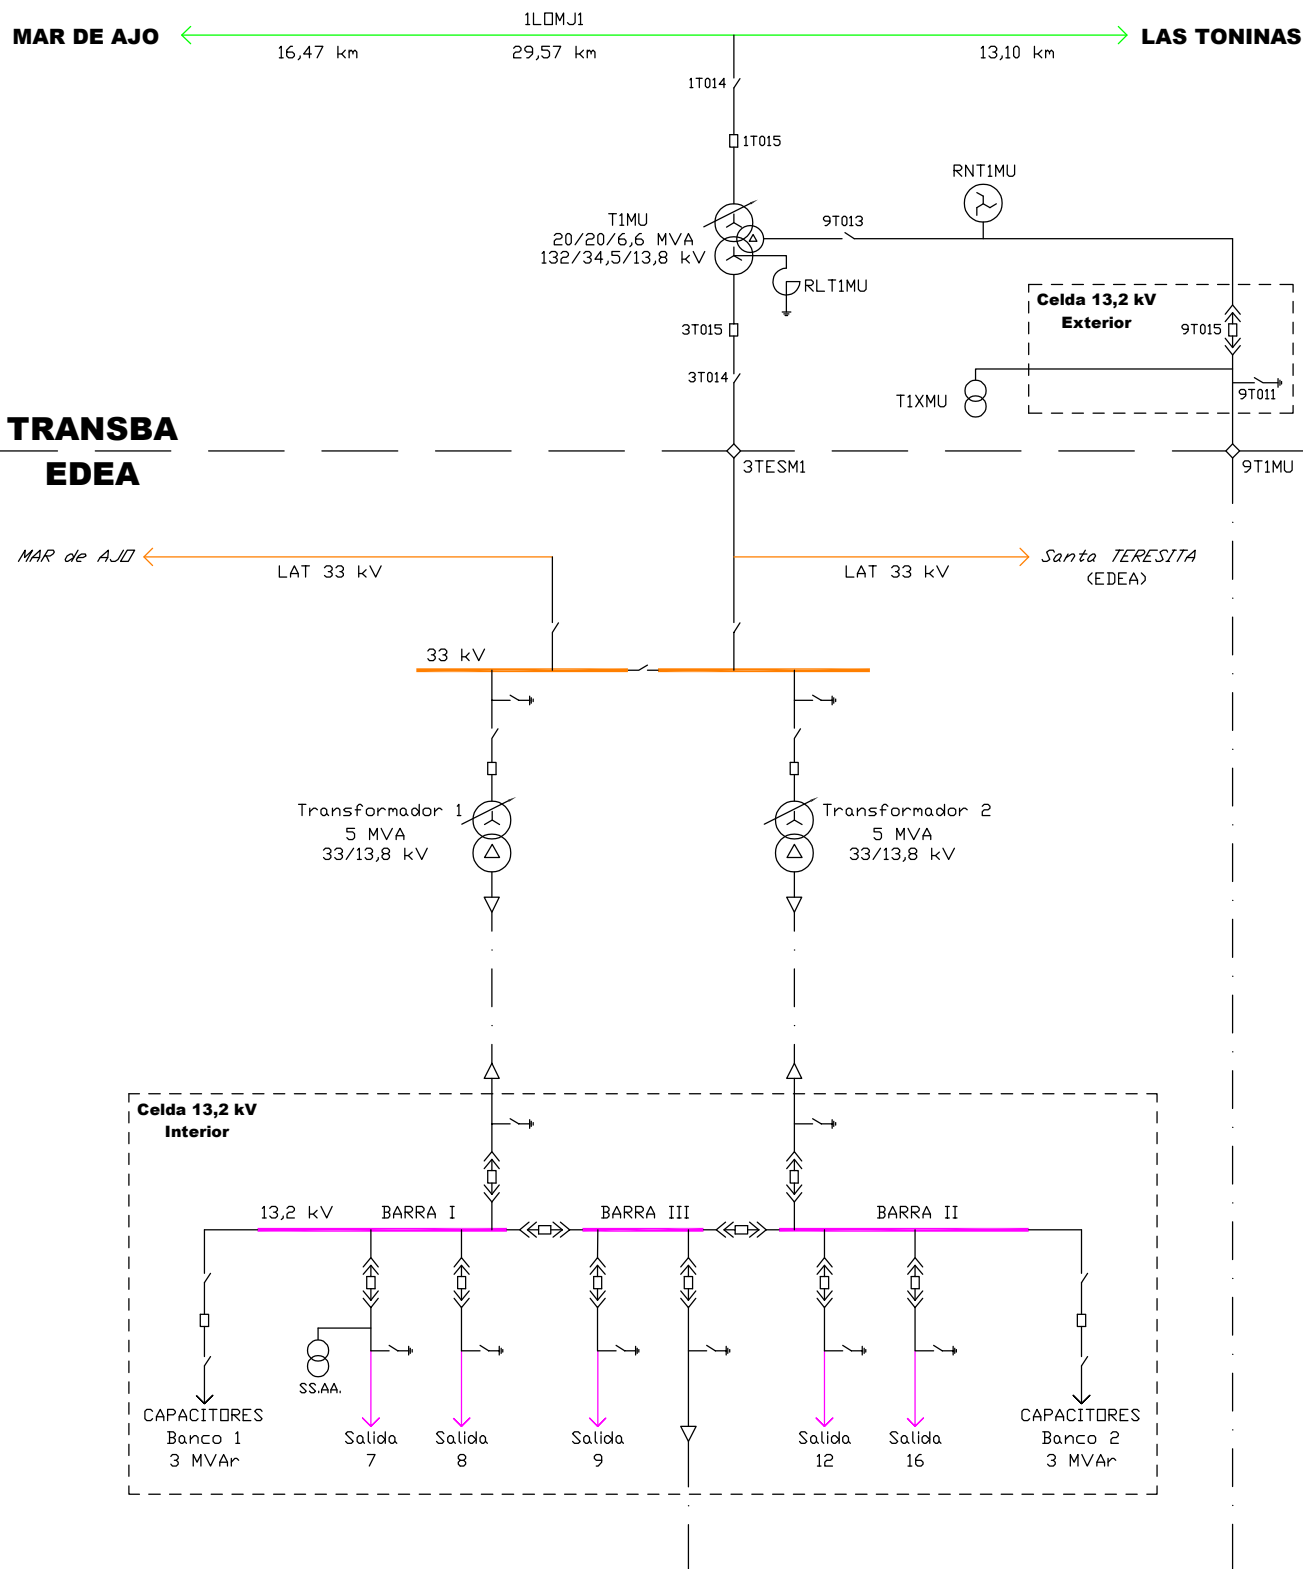 1LOMJ1
MAR DE AJO
LAS TONINAS
16,47 km
29,57 km
13,10 km
1T014
1T015
RNT1MU
T1MU
20/20/6,6 MVA
132/34,5/13,8 kV
9T013
RLT1MU
Celda 13,2 kV
Exterior
3T015
9T015
3T014
T1XMU
9T011
TRANSBA
EDEA
3TESM1
9T1MU
MAR de AJO
LAT 33 kV
LAT 33 kV
Santa TERESITA
(EDEA)
33 kV
Transformador 1
5 MVA
33/13,8 kV
Transformador 2
5 MVA
33/13,8 kV
Celda 13,2 kV
Interior
13,2 kV
BARRA I
BARRA III
BARRA II
SS.AA.
CAPACITORES
Banco 1
3 MVAr
Salida
7
Salida
8
Salida
9
Salida
12
Salida
16
CAPACITORES
Banco 2
3 MVAr